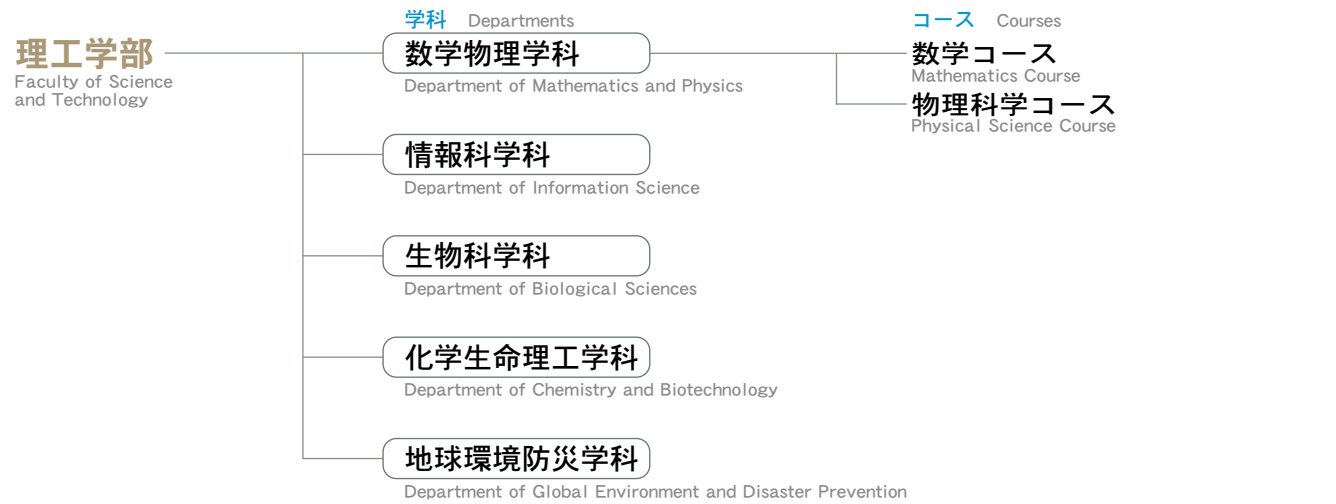 学科 Departments
コース Courses
理工学部
Faculty of Science
and Technology
数学物理学科
Department of Mathematics and Physics
数学コース
Mathematics Course
物理科学コース
Physical Science Course
情報科学科
Department of Information Science
生物科学科
Department of Biological Sciences
化学生命理工学科
Department of Chemistry and Biotechnology
地球環境防災学科
Department of Global Environment and Disaster Prevention